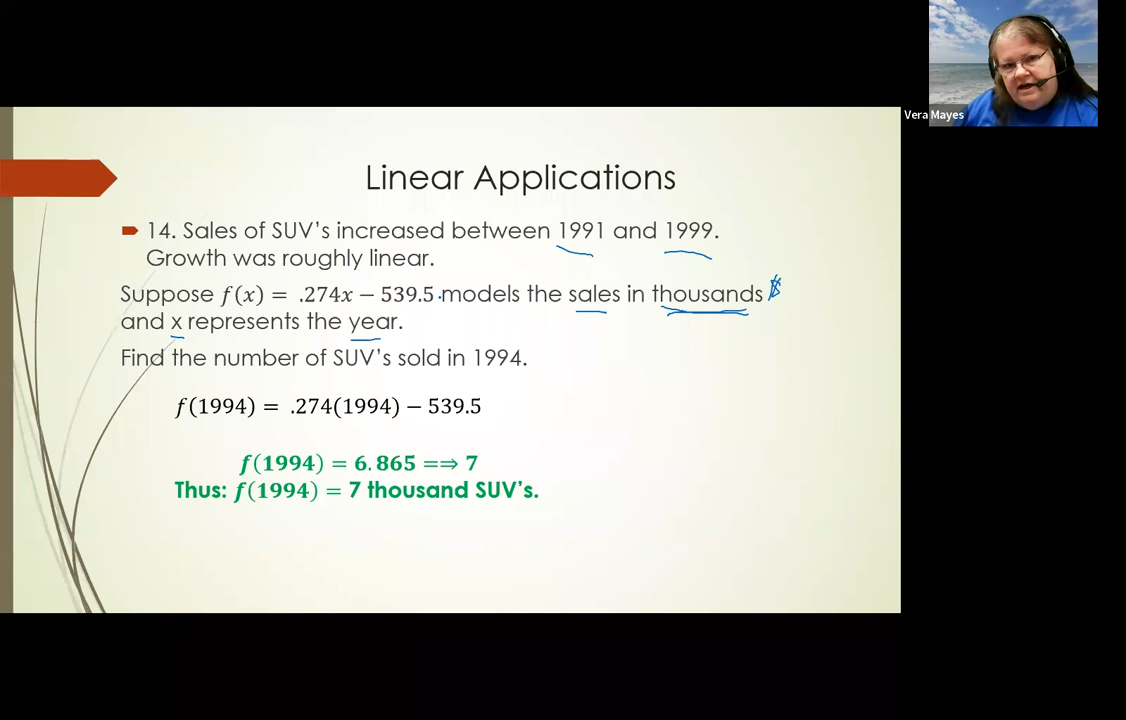 Vera Mayes
Linear Applications
14. Sales of SUV's increased between 1991 and 1999.
Growth was roughly linear.
Suppose f(x) = .274x − 539.5 models the sales in thousands $
and x represents the year.
Find the number of SUV's sold in 1994.
f(1994) = .274(1994) − 539.5
f(1994) = 6.865 ⟹ 7
Thus: f(1994) = 7 thousand SUV's.